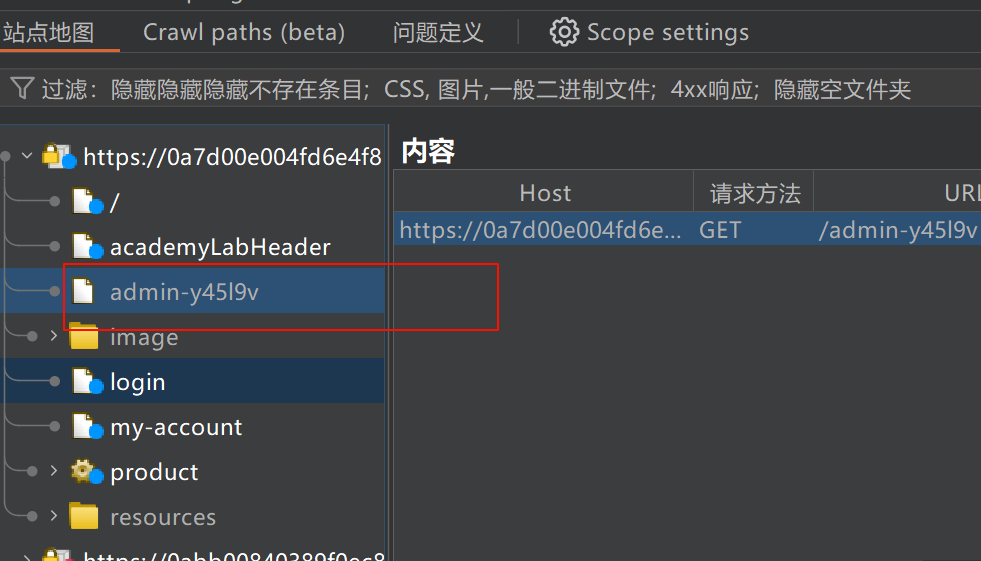 站点地图 Crawl paths (beta) 问题定义 Scope settings
过滤：隐藏隐藏隐藏不存在条目; CSS, 图片,一般二进制文件; 4xx响应; 隐藏空文件夹
https://0a7d00e004fd6e4f8
/
academyLabHeader
admin-y45l9v
image
login
my-account
product
resources
内容
Host 请求方法 URL
https://0a7d00e004fd6e... GET /admin-y45l9v